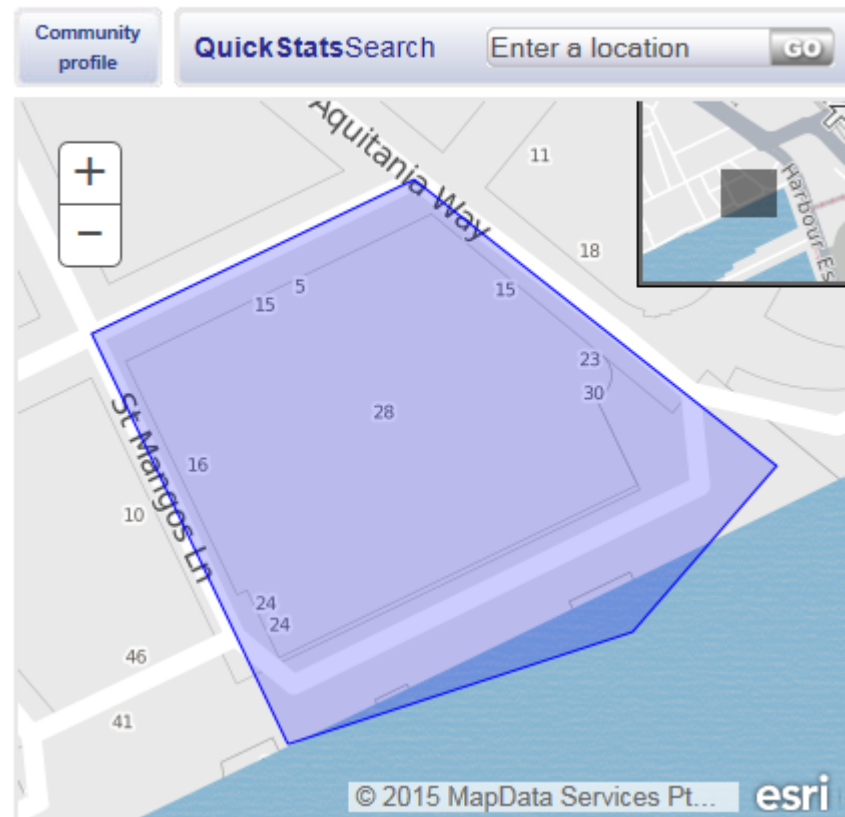 Community
profile
QuickStatsSearch
Enter a location
GO
Aquitania Way
Harbour Es
+
−
11
18
5
15
15
23
30
28
St Mangos Ln
16
10
24
24
46
41
© 2015 MapData Services Pt...
esri